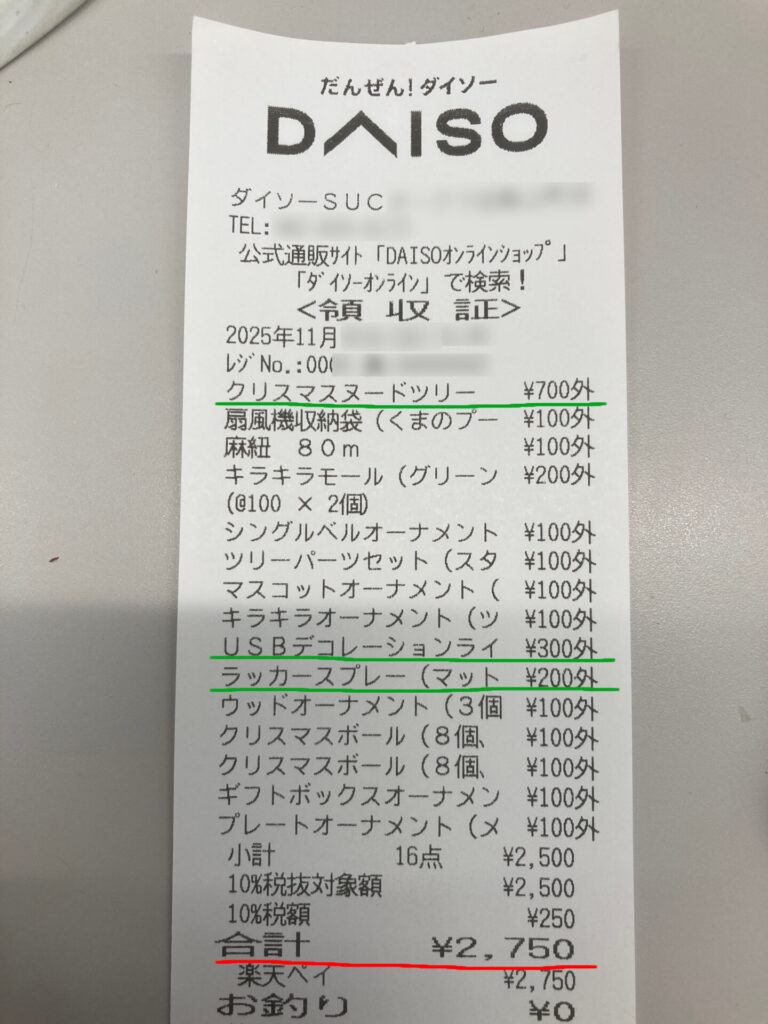 だんぜん！ダイソー
DAISO
ダイソーＳＵＣ
TEL:
公式通販ｻｲﾄ「DAISOｵﾝﾗｲﾝｼｮｯﾌﾟ」
「ﾀﾞｲｿｰｵﾝﾗｲﾝ」で検索！
<領 収 証>
2025年11月
ﾚｼﾞNo.:00
クリスマスヌードツリー ¥700外
扇風機収納袋（くまのプー ¥100外
麻紐　８０ｍ ¥100外
キラキラモール（グリーン ¥200外
(@100 × 2個)
シングルベルオーナメント ¥100外
ツリーパーツセット（スタ ¥100外
マスコットオーナメント（ ¥100外
キラキラオーナメント（ツ ¥100外
ＵＳＢデコレーションライ ¥300外
ラッカースプレー（マット ¥200外
ウッドオーナメント（３個 ¥100外
クリスマスボール（８個、 ¥100外
クリスマスボール（８個、 ¥100外
ギフトボックスオーナメン ¥100外
プレートオーナメント（メ ¥100外
小計 16点 ¥2,500
10%税抜対象額 ¥2,500
10%税額 ¥250
合計 ¥2,750
楽天ペイ ¥2,750
お釣り ¥0